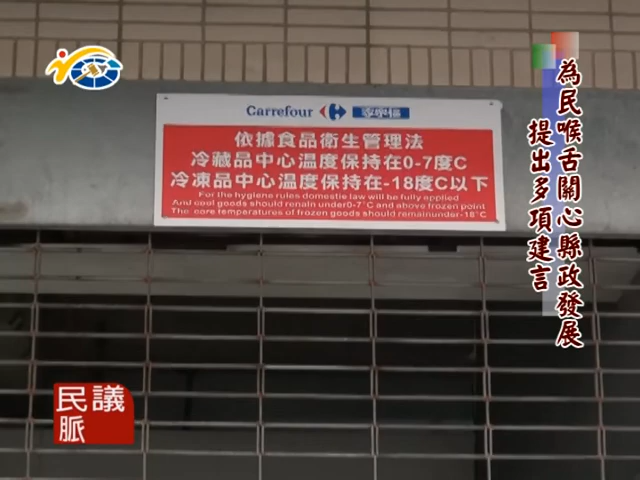 Carrefour 家樂福
依據食品衛生管理法
冷藏品中心溫度保持在0-7度C
冷凍品中心溫度保持在-18度C以下
For the hygiene rules domestic law will be fully applied
And cool goods should remain under0-7°C and above frozen point
The core temperatures of frozen goods should remainunder-18°C
為民喉舌關心縣政發展
提出多項建言
民議脈